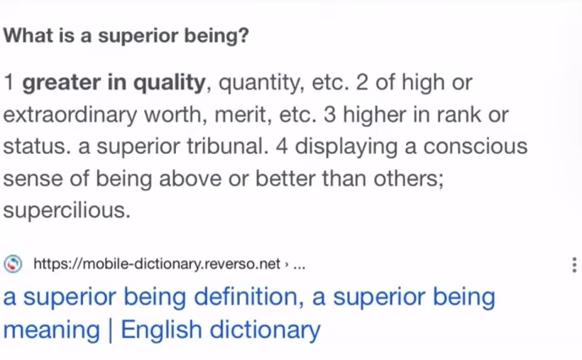 What is a superior being?
1 greater in quality, quantity, etc. 2 of high or
extraordinary worth, merit, etc. 3 higher in rank or
status. a superior tribunal. 4 displaying a conscious
sense of being above or better than others;
supercilious.
https://mobile-dictionary.reverso.net › ...
a superior being definition, a superior being
meaning | English dictionary